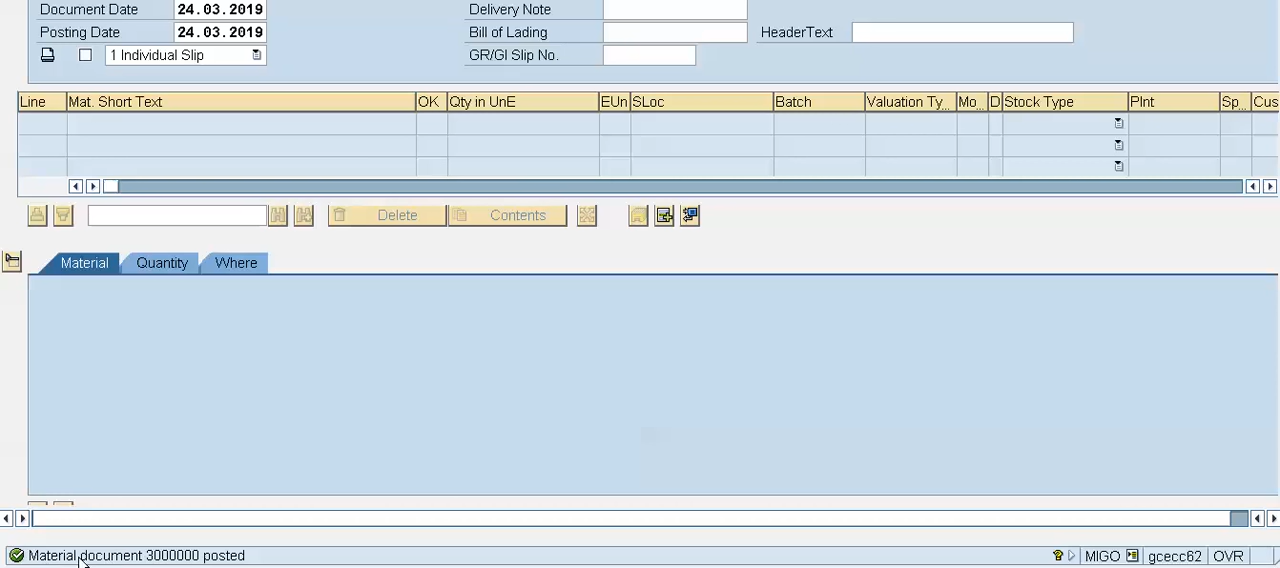 Document Date 24.03.2019 Delivery Note
Posting Date 24.03.2019 Bill of Lading HeaderText
1 Individual Slip GR/GI Slip No.
Line Mat. Short Text OK Qty in UnE EUn SLoc Batch Valuation Ty... Mo... D Stock Type Plnt Sp... Cus
Delete Contents
Material Quantity Where
Material document 3000000 posted MIGO gcecc62 OVR